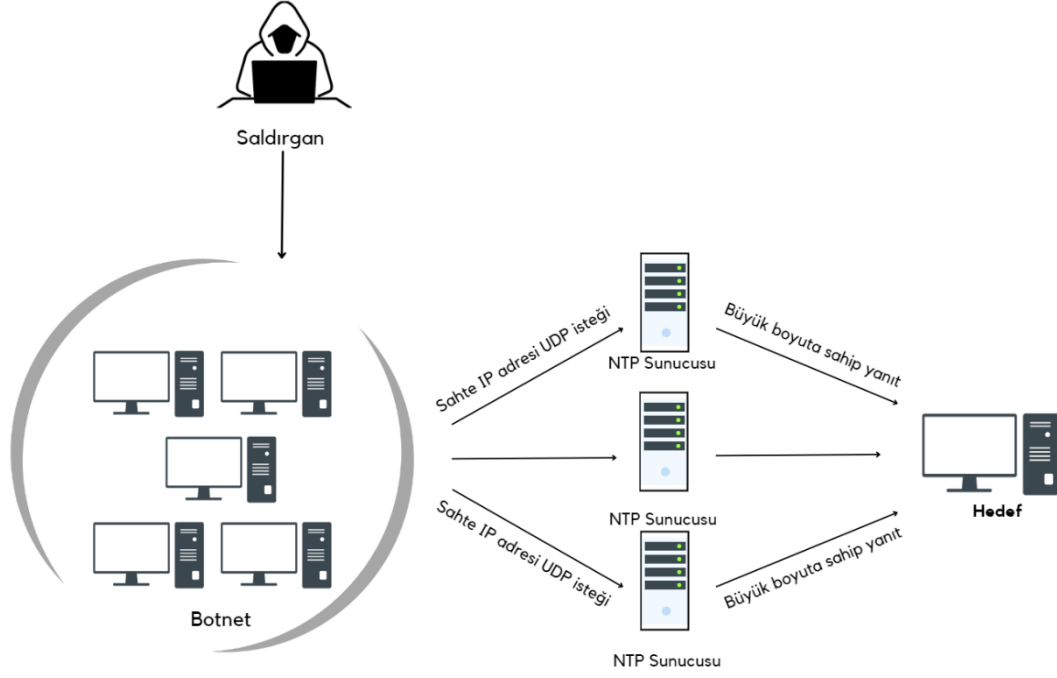 Saldırgan
Sahte IP adresi UDP isteği
Büyük boyuta sahip yanıt
NTP Sunucusu
NTP Sunucusu
Hedef
Sahte IP adresi UDP isteği
Büyük boyuta sahip yanıt
Botnet
NTP Sunucusu